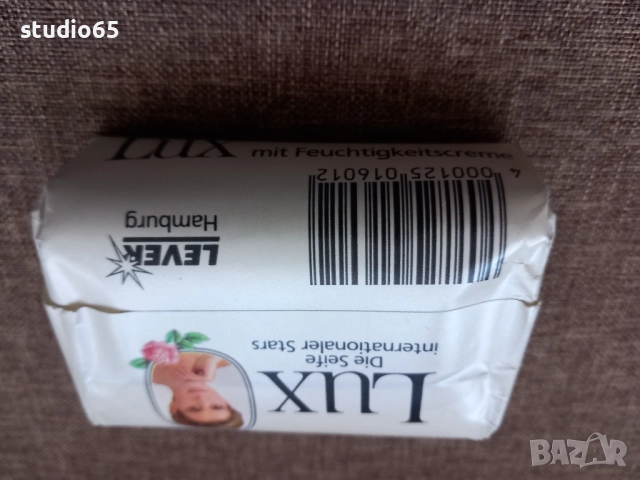 studio65
Lux mit Feuchtigkeitscreme
4 000125 016012
LEVER
Hamburg
Lux
Die Seife
internationaler Stars
BAZAR